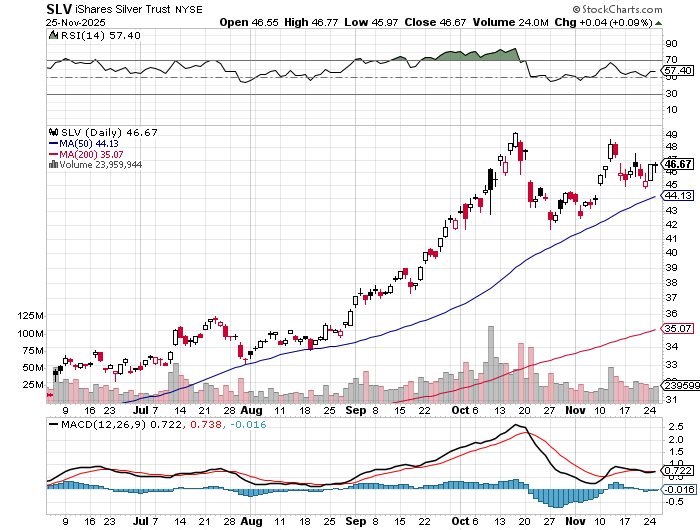 SLV iShares Silver Trust NYSE © StockCharts.com
25-Nov-2025 Open 46.55 High 46.77 Low 45.97 Close 46.67 Volume 24.0M Chg +0.04 (+0.09%)
RSI(14) 57.40
90
70
57.40
50
30
10
SLV (Daily) 46.67
MA(50) 44.13
MA(200) 35.07
Volume 23,959,944
49
48
47
46.67
46
45
44.13
43
42
41
40
39
38
37
36
35.07
34
33
32
31
125M
100M
75M
50M
25M
239599
9 16 23 Jul 7 14 21 28 Aug 11 18 25 Sep 8 15 22 Oct 6 13 20 27 Nov 10 17 24
MACD(12,26,9) 0.722, 0.738, -0.016
2.5
2.0
1.5
1.0
0.722
0.5
-0.016
-0.5
9 16 23 Jul 7 14 21 28 Aug 11 18 25 Sep 8 15 22 Oct 6 13 20 27 Nov 10 17 24